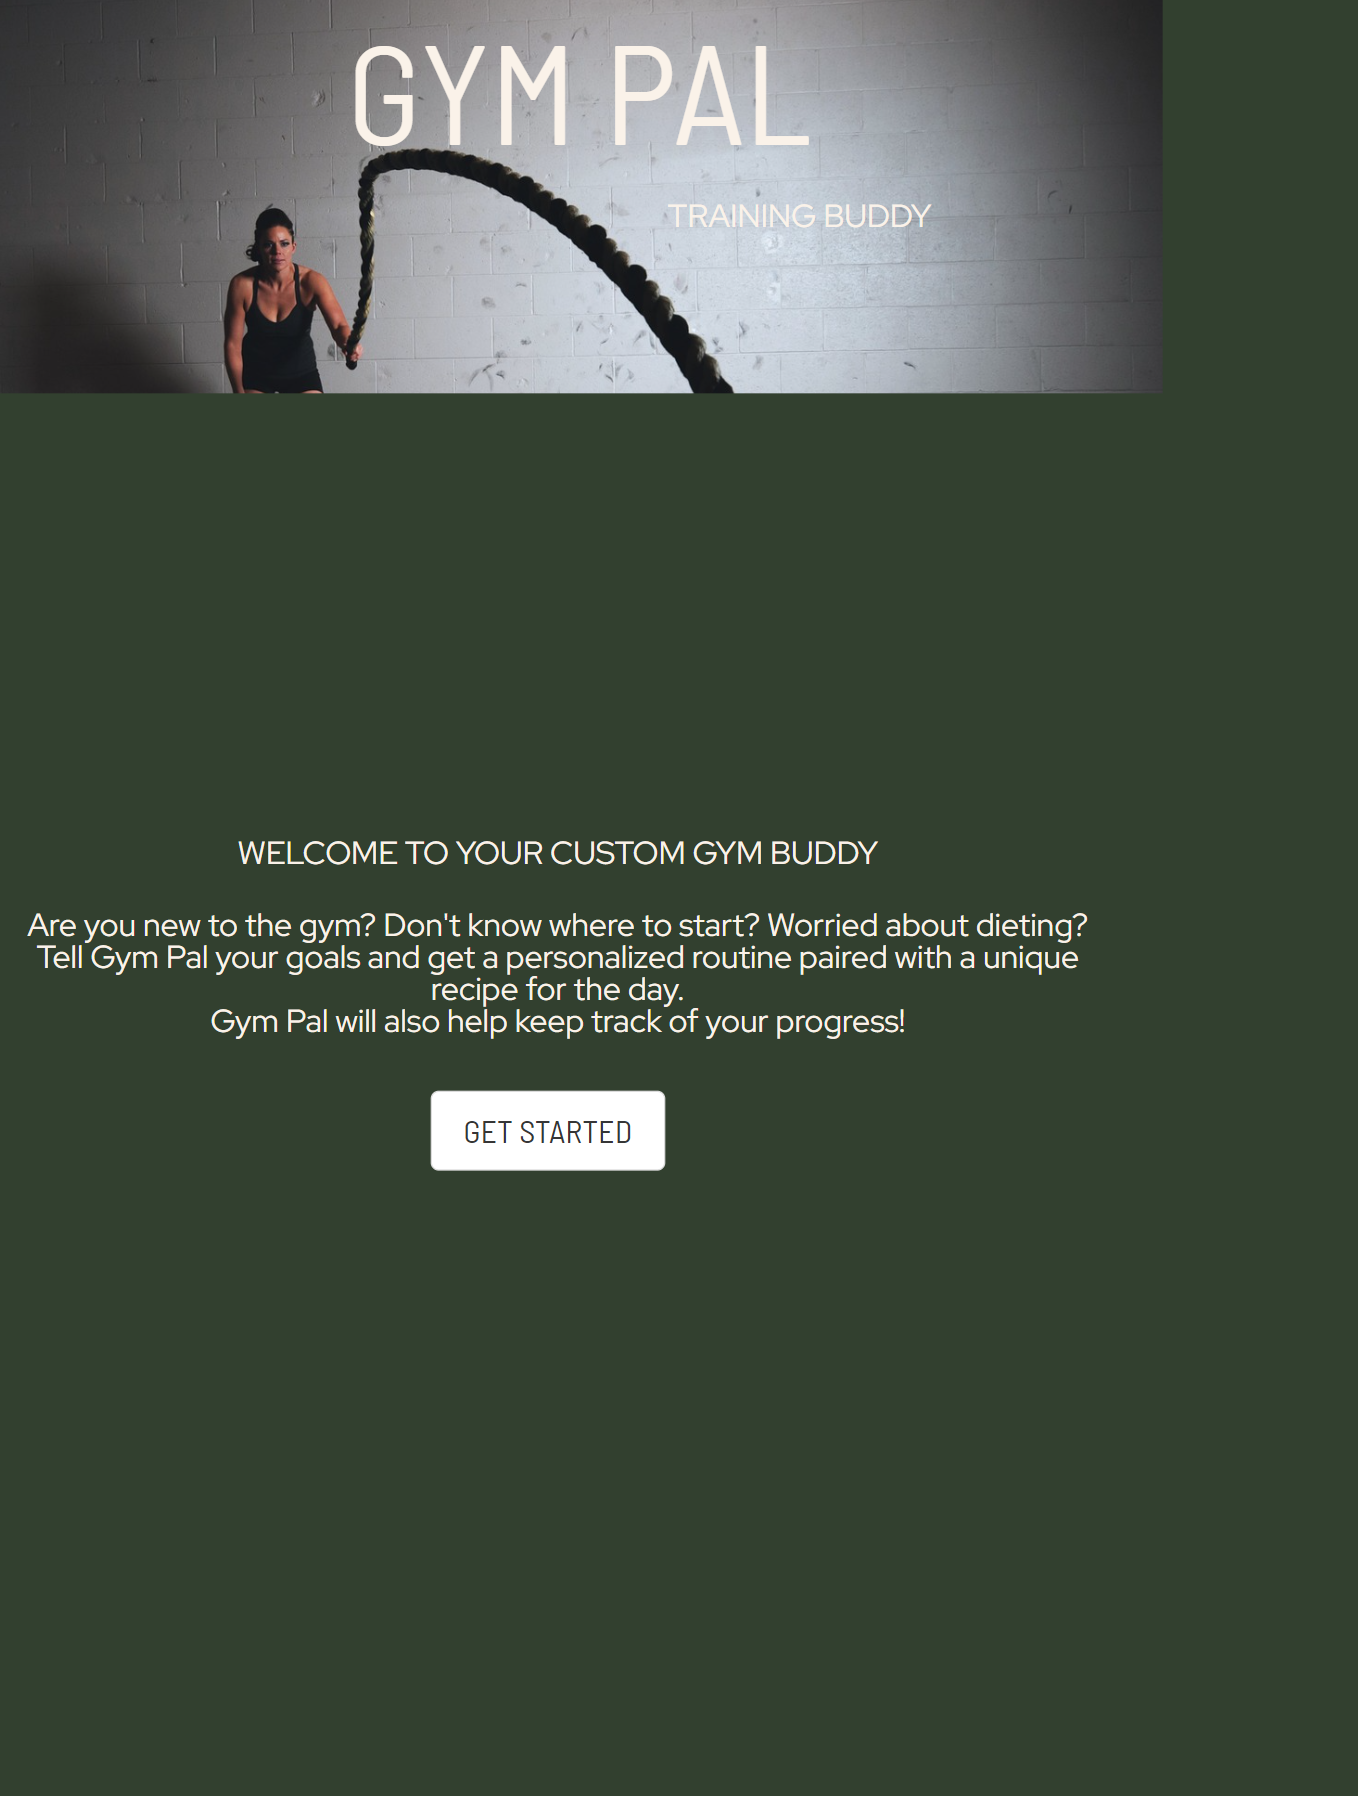 GYM PAL
TRAINING BUDDY
WELCOME TO YOUR CUSTOM GYM BUDDY
Are you new to the gym? Don't know where to start? Worried about dieting?
Tell Gym Pal your goals and get a personalized routine paired with a unique
recipe for the day.
Gym Pal will also help keep track of your progress!
GET STARTED